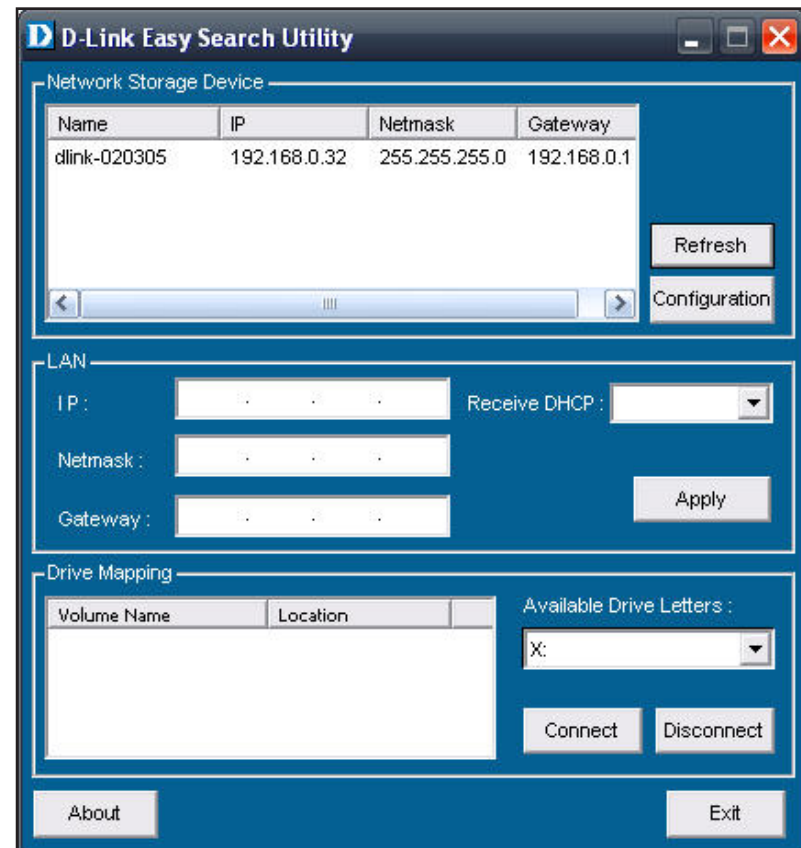 D D-Link Easy Search Utility
Network Storage Device
Name IP Netmask Gateway
dlink-020305 192.168.0.32 255.255.255.0 192.168.0.1
Refresh
Configuration
LAN
IP : . . . Receive DHCP :
Netmask : . . .
Apply
Gateway : . . .
Drive Mapping
Volume Name Location
Available Drive Letters :
X:
Connect Disconnect
About Exit